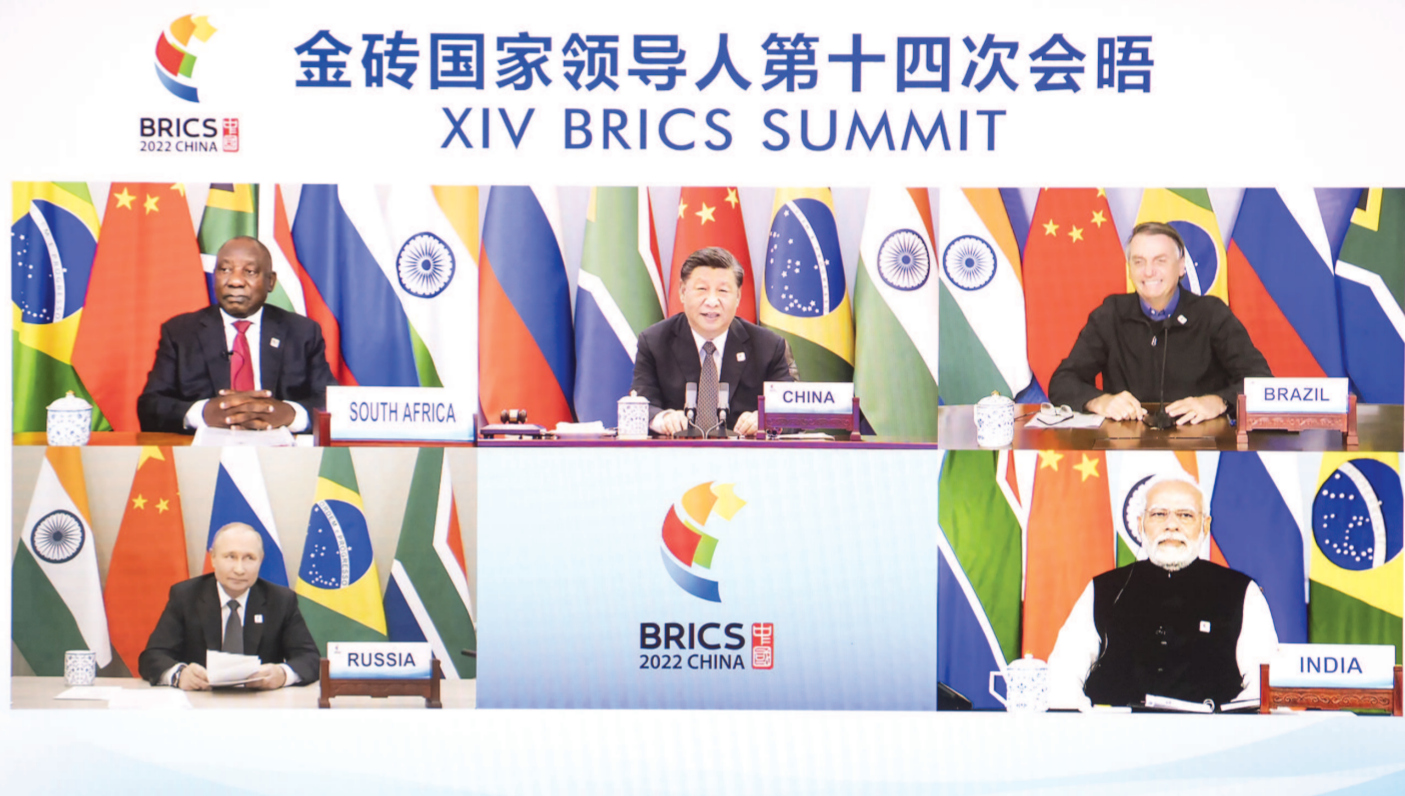 金砖国家领导人第十四次会晤
XIV BRICS SUMMIT
BRICS
2022 CHINA
SOUTH AFRICA
CHINA
BRAZIL
RUSSIA
BRICS
2022 CHINA
INDIA